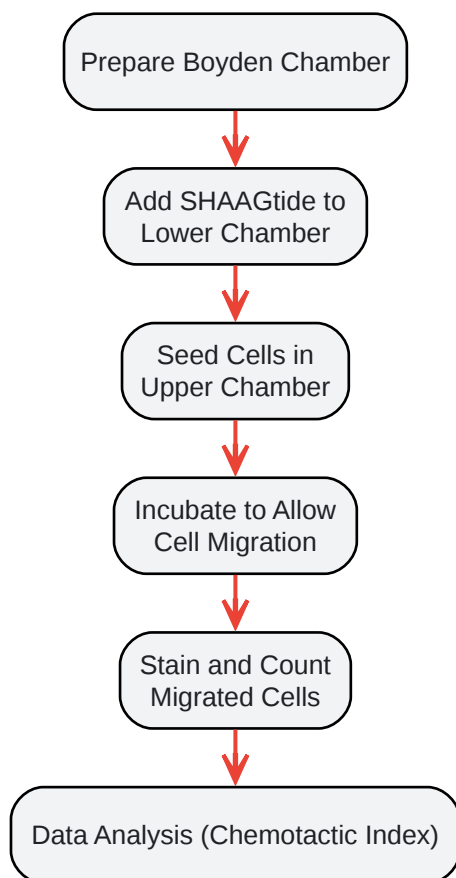 Prepare Boyden Chamber
Add SHAAGtide to
Lower Chamber
Seed Cells in
Upper Chamber
Incubate to Allow
Cell Migration
Stain and Count
Migrated Cells
Data Analysis (Chemotactic Index)